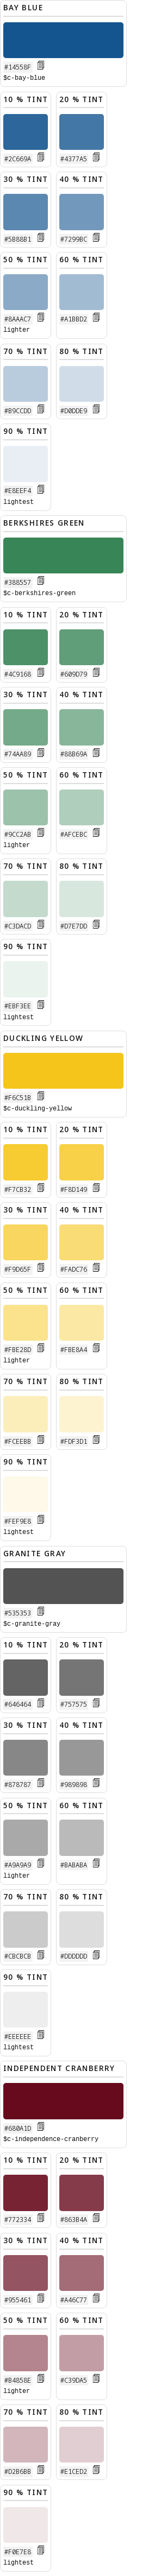 BAY BLUE
#14558F
$c-bay-blue
10 % TINT 20 % TINT
#2C669A #4377A5
30 % TINT 40 % TINT
#5B88B1 #7299BC
50 % TINT 60 % TINT
#8AAAC7 #A1BBD2
lighter
70 % TINT 80 % TINT
#B9CCDD #D0DDE9
90 % TINT
#E8EEF4
lightest
BERKSHIRES GREEN
#388557
$c-berkshires-green
10 % TINT 20 % TINT
#4C9168 #609D79
30 % TINT 40 % TINT
#74AA89 #88B69A
50 % TINT 60 % TINT
#9CC2AB #AFCEBC
lighter
70 % TINT 80 % TINT
#C3DACD #D7E7DD
90 % TINT
#EBF3EE
lightest
DUCKLING YELLOW
#F6C51B
$c-duckling-yellow
10 % TINT 20 % TINT
#F7CB32 #F8D149
30 % TINT 40 % TINT
#F9D65F #FADC76
50 % TINT 60 % TINT
#FBE28D #FBE8A4
lighter
70 % TINT 80 % TINT
#FCEEBB #FDF3D1
90 % TINT
#FEF9E8
lightest
GRANITE GRAY
#535353
$c-granite-gray
10 % TINT 20 % TINT
#646464 #757575
30 % TINT 40 % TINT
#878787 #989898
50 % TINT 60 % TINT
#A9A9A9 #BABABA
lighter
70 % TINT 80 % TINT
#CBCBCB #DDDDDD
90 % TINT
#EEEEEE
lightest
INDEPENDENT CRANBERRY
#680A1D
$c-independence-cranberry
10 % TINT 20 % TINT
#772334 #863B4A
30 % TINT 40 % TINT
#955461 #A46C77
50 % TINT 60 % TINT
#B4858E #C39DA5
lighter
70 % TINT 80 % TINT
#D2B6BB #E1CED2
90 % TINT
#F0E7E8
lightest